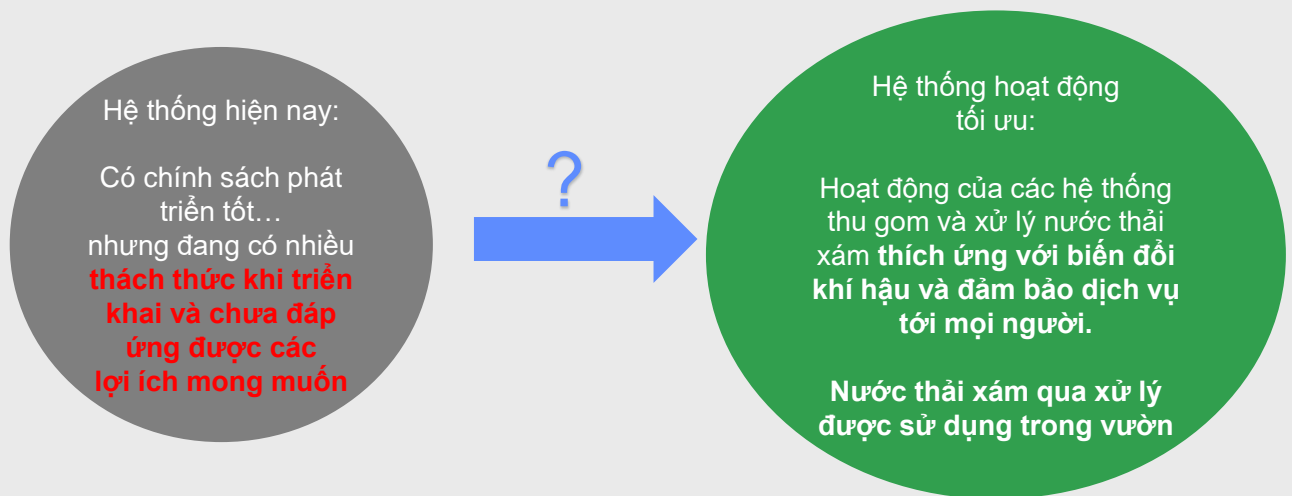 Hệ thống hiện nay:
Có chính sách phát
triển tốt…
nhưng đang có nhiều
thách thức khi triển
khai và chưa đáp
ứng được các
lợi ích mong muốn
?
Hệ thống hoạt động
tối ưu:
Hoạt động của các hệ thống
thu gom và xử lý nước thải
xám thích ứng với biến đổi
khí hậu và đảm bảo dịch vụ
tới mọi người.
Nước thải xám qua xử lý
được sử dụng trong vườn